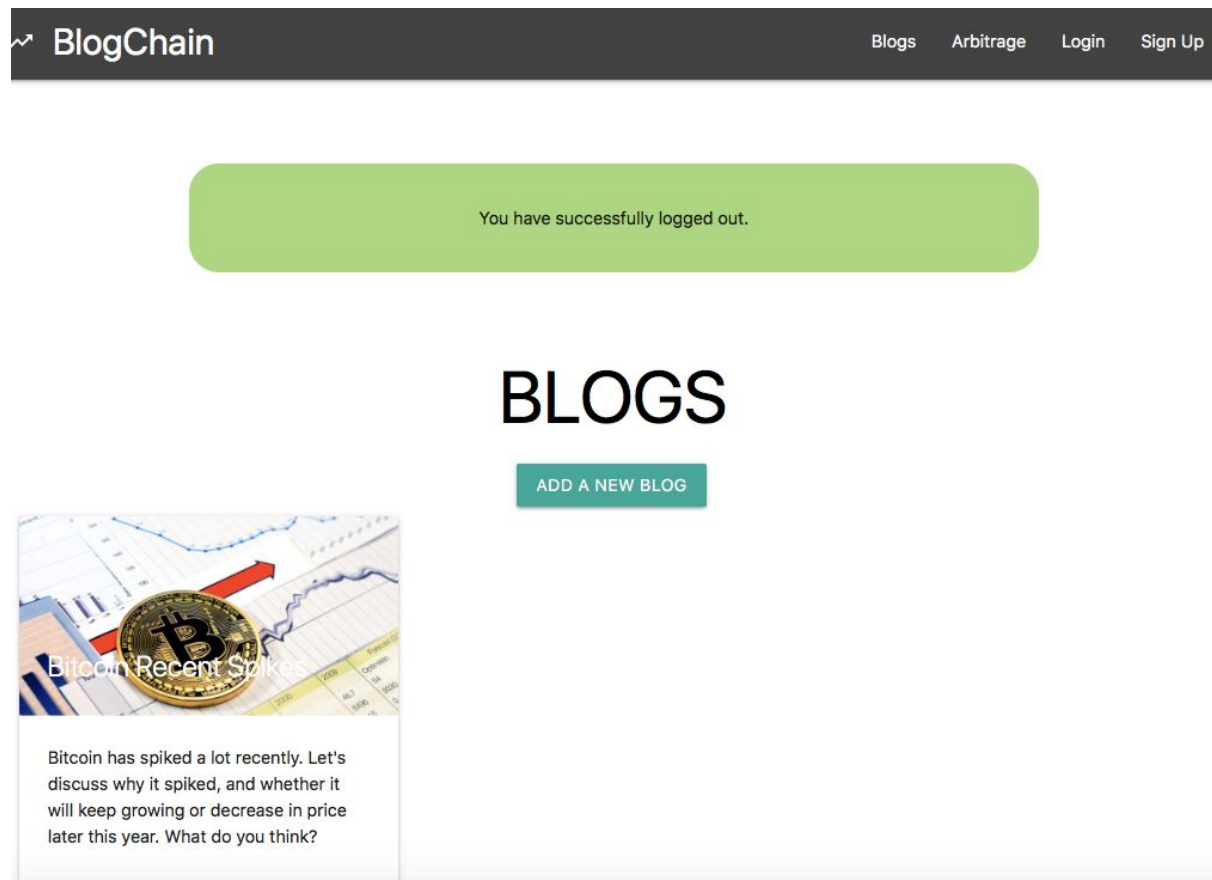 BlogChain
Blogs Arbitrage Login Sign Up
You have successfully logged out.
BLOGS
ADD A NEW BLOG
Bitcoin Recent Spikes
Bitcoin has spiked a lot recently. Let's
discuss why it spiked, and whether it
will keep growing or decrease in price
later this year. What do you think?